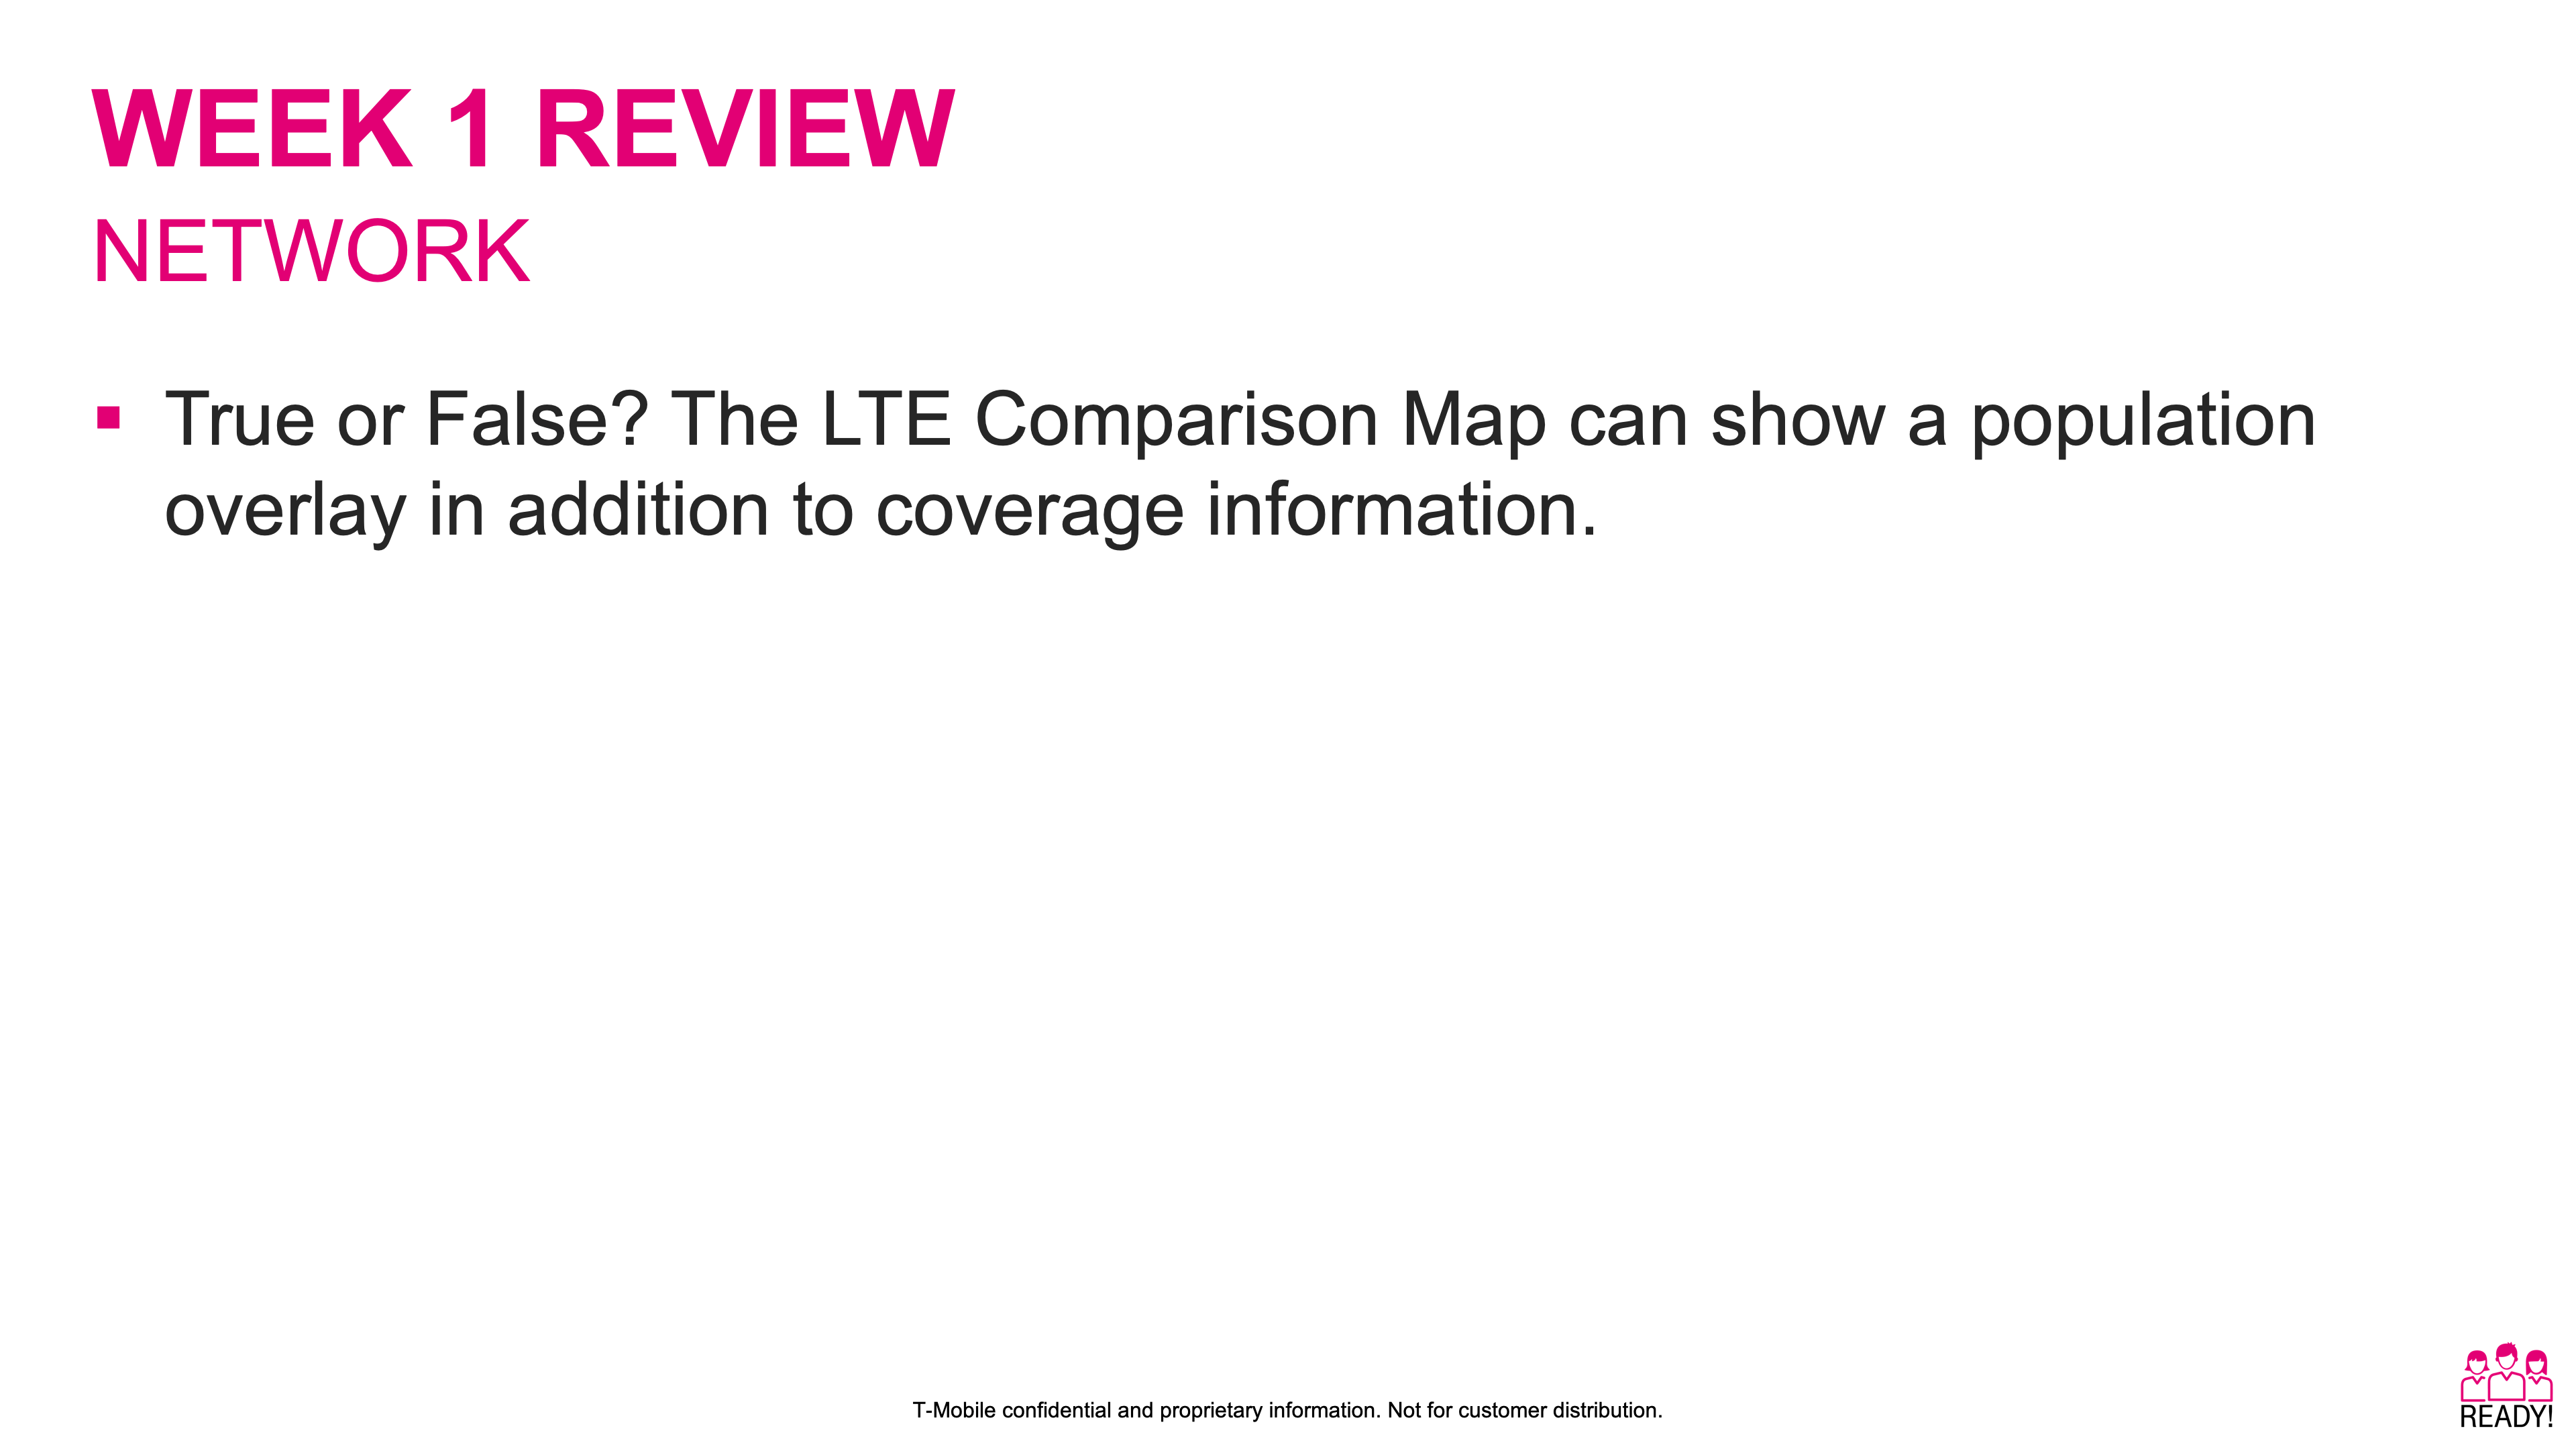 WEEK 1 REVIEW
NETWORK
▪ True or False? The LTE Comparison Map can show a population
overlay in addition to coverage information.
T-Mobile confidential and proprietary information. Not for customer distribution.
READY!